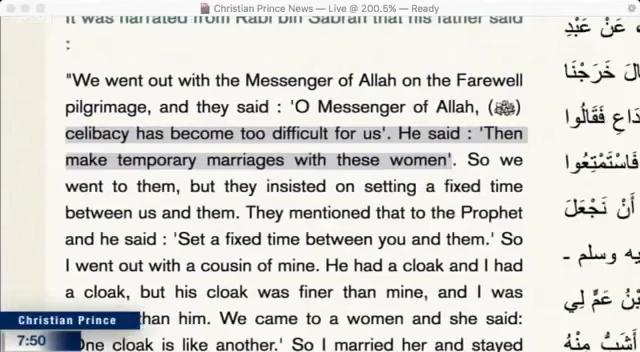 Christian Prince News — Live @ 200.5% — Ready
It was narrated from Rabi bin Sabrah that his father said
:
"We went out with the Messenger of Allah on the Farewell
pilgrimage, and they said : 'O Messenger of Allah, (ﷺ)
celibacy has become too difficult for us'. He said : 'Then
make temporary marriages with these women'. So we
went to them, but they insisted on setting a fixed time
between us and them. They mentioned that to the Prophet
and he said : 'Set a fixed time between you and them.' So
I went out with a cousin of mine. He had a cloak and I had
a cloak, but his cloak was finer than mine, and I was
than him. We came to a women and she said:
One cloak is like another.' So I married her and stayed
، عَنْ عَبْدِ
قَالَ خَرَجْنَا
دَاعِ فَقَالُوا
فَاسْتَمْتِعُوا
أَنْ نَجْعَلَ
يه وسلم ـ
بْنُ عَمٍّ لِي
أَشَبُّ مِنْهُ
Christian Prince
7:50